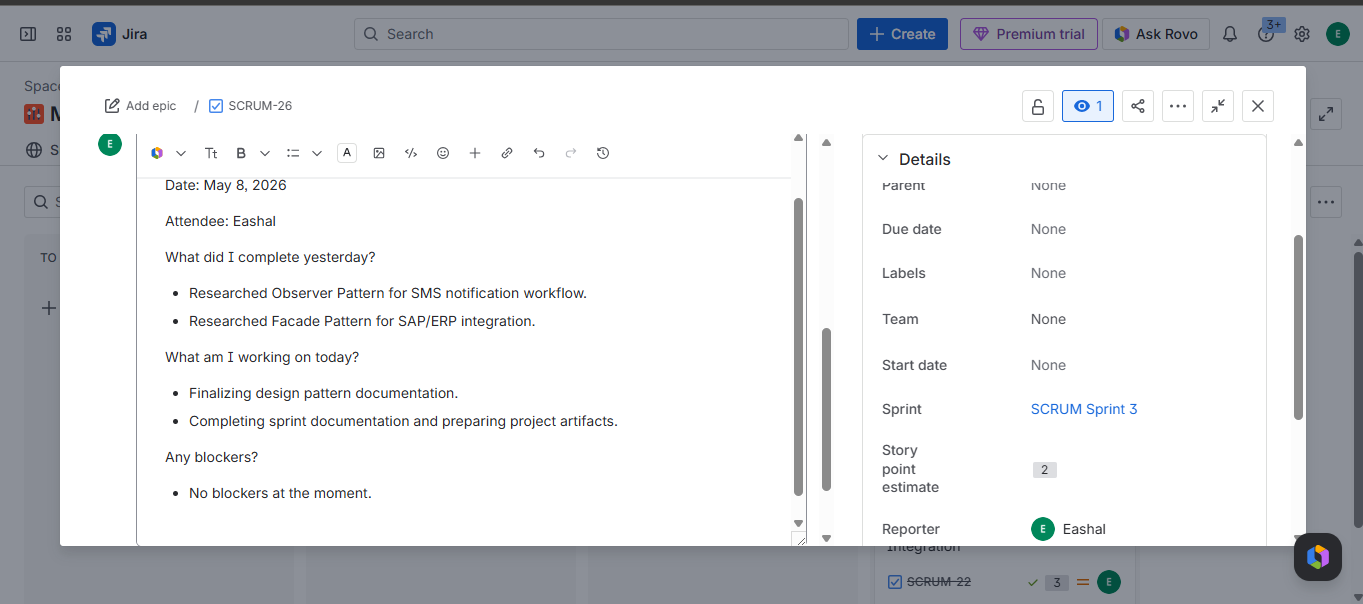 Jira
Search
Create
Premium trial
Ask Rovo
3+
E
Spac
M
S
S
TO
Add epic / SCRUM-26
1
E
Tt
B
A
Date: May 8, 2026
Attendee: Eashal
What did I complete yesterday?
• Researched Observer Pattern for SMS notification workflow.
• Researched Facade Pattern for SAP/ERP integration.
What am I working on today?
• Finalizing design pattern documentation.
• Completing sprint documentation and preparing project artifacts.
Any blockers?
• No blockers at the moment.
Details
Parent None
Due date None
Labels None
Team None
Start date None
Sprint SCRUM Sprint 3
Story
point
estimate
2
Reporter E Eashal
Integration
SCRUM-22 3 E